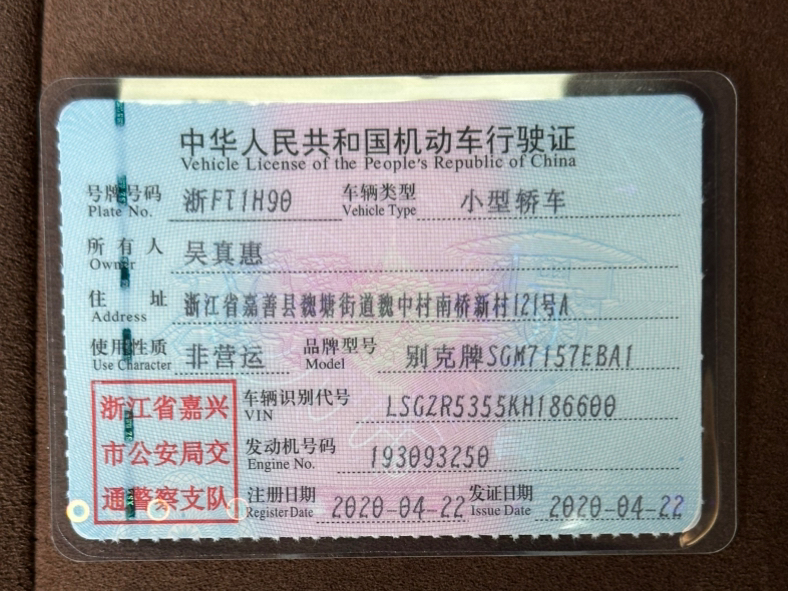 中华人民共和国机动车行驶证
Vehicle License of the People's Republic of China
号牌号码 浙FT1H90 车辆类型 小型轿车
Plate No. Vehicle Type
所有人 吴真惠
Owner
住址 浙江省嘉善县魏塘街道魏中村南桥新村121号A
Address
使用性质 非营运 品牌型号 别克牌SGM7157EBA1
Use Character Model
浙江省嘉兴
市公安局交
通警察支队
车辆识别代号 LSGZR5355KH186600
VIN
发动机号码 193093250
Engine No.
注册日期 2020-04-22 发证日期 2020-04-22
Register Date Issue Date